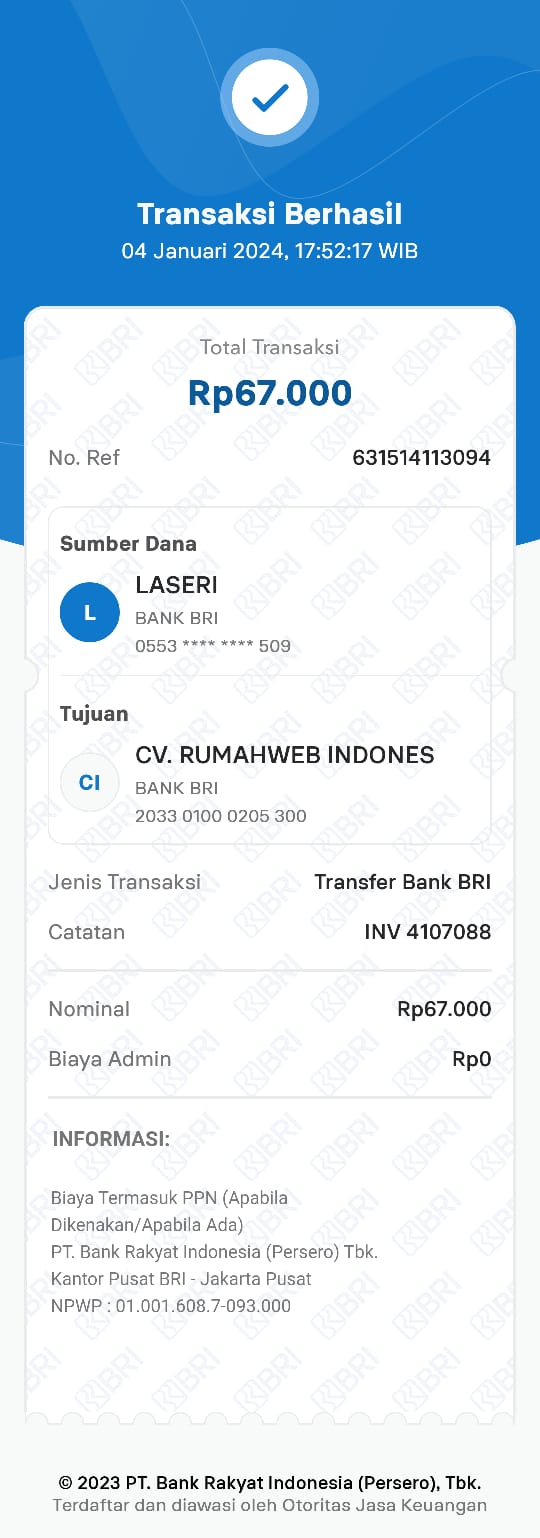 Transaksi Berhasil
04 Januari 2024, 17:52:17 WIB
Total Transaksi
Rp67.000
No. Ref 631514113094
Sumber Dana
L LASERI
BANK BRI
0553 **** **** 509
Tujuan
CI CV. RUMAHWEB INDONES
BANK BRI
2033 0100 0205 300
Jenis Transaksi Transfer Bank BRI
Catatan INV 4107088
Nominal Rp67.000
Biaya Admin Rp0
INFORMASI:
Biaya Termasuk PPN (Apabila
Dikenakan/Apabila Ada)
PT. Bank Rakyat Indonesia (Persero) Tbk.
Kantor Pusat BRI - Jakarta Pusat
NPWP : 01.001.608.7-093.000
© 2023 PT. Bank Rakyat Indonesia (Persero), Tbk.
Terdaftar dan diawasi oleh Otoritas Jasa Keuangan